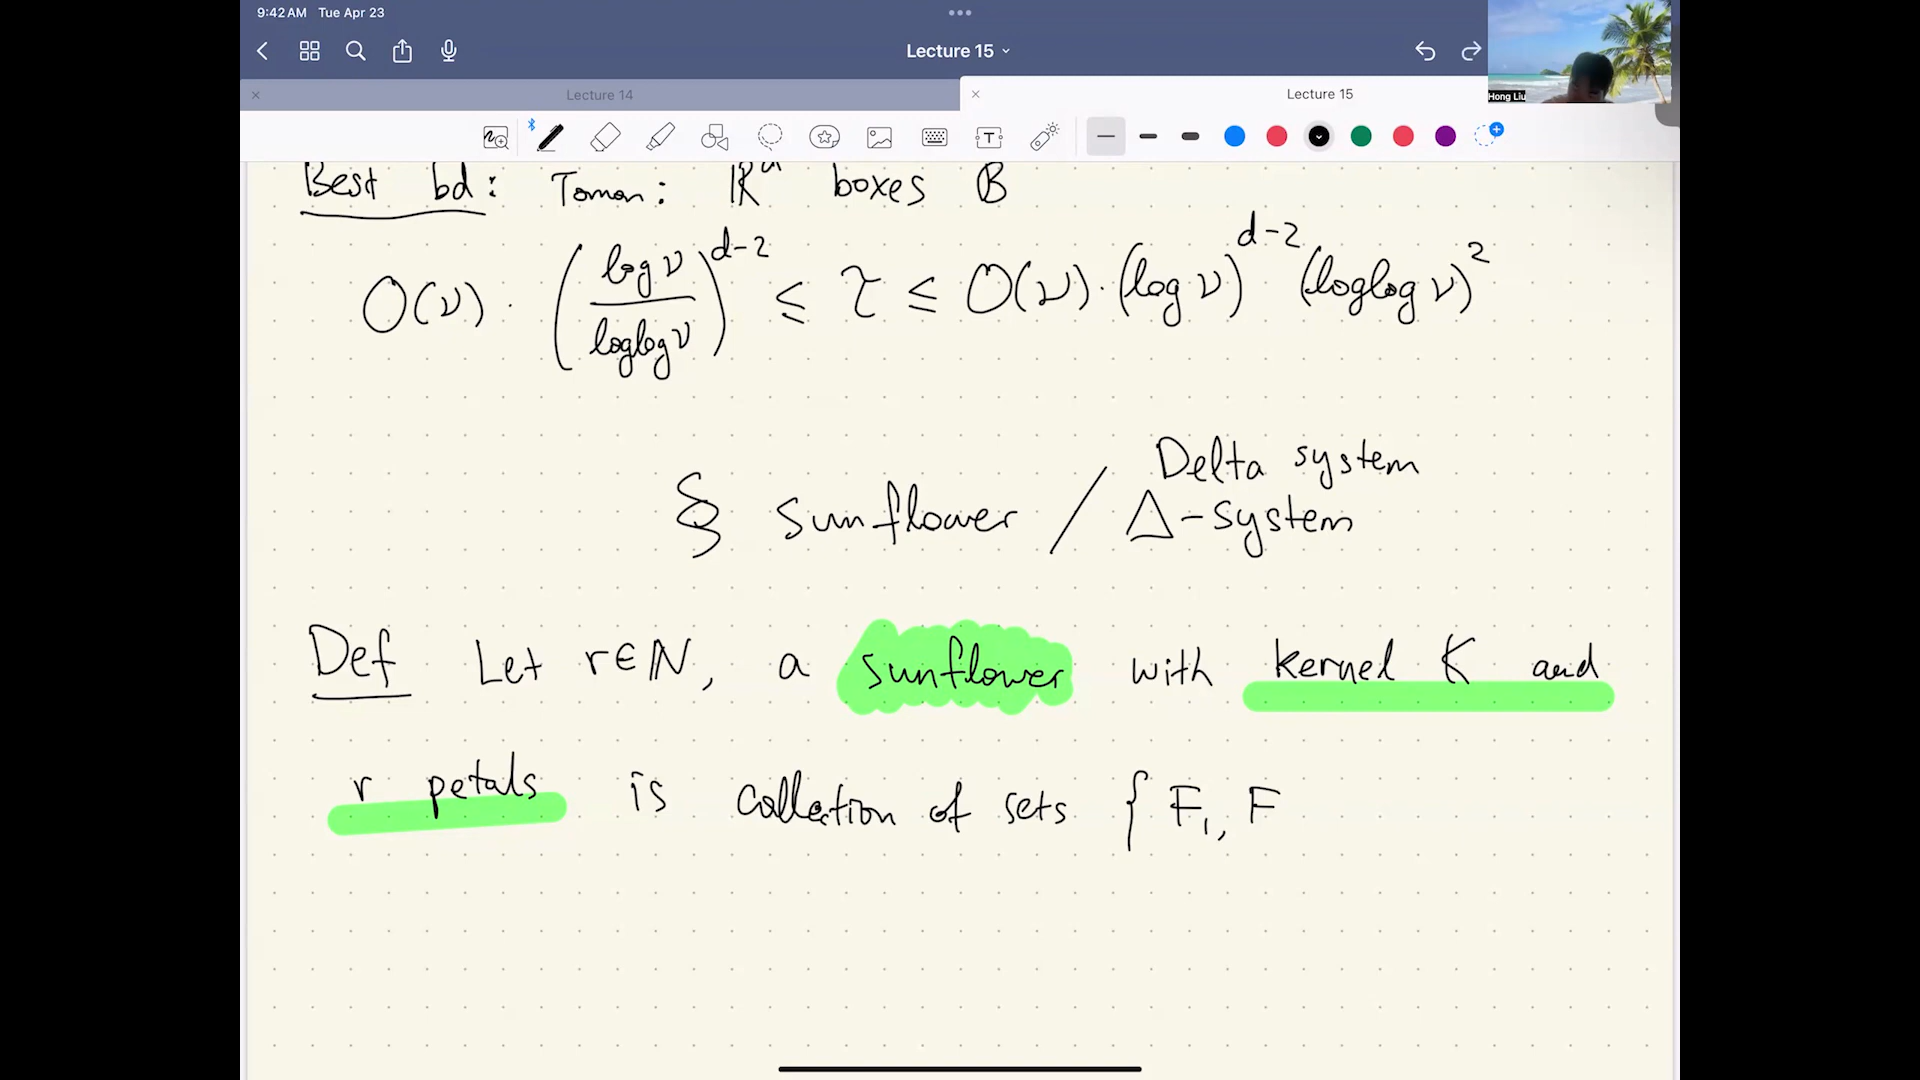 9:42 AM Tue Apr 23
Lecture 15
Hong Liu
Lecture 14
Lecture 15
Best bd: Toman: ℝᵈ boxes B
O(ν) · (log ν / loglog ν)^{d-2} ≤ τ ≤ O(ν) · (log ν)^{d-2} (loglog ν)^2
§ sunflower / Delta system
Δ-system
Def Let r∈ℕ, a sunflower with kernel K and
r petals is collection of sets { F₁, F